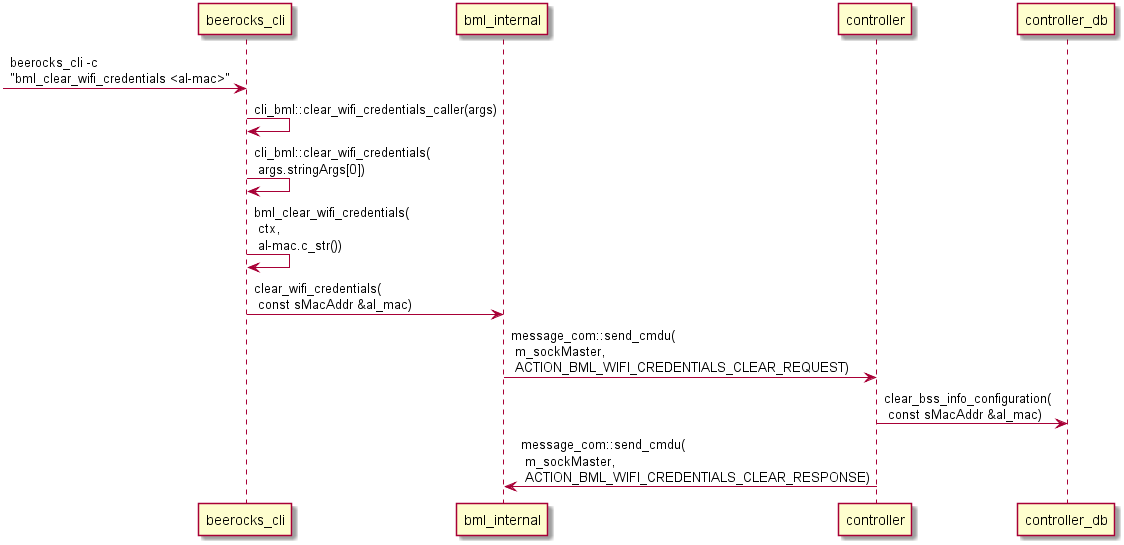 beerocks_cli
bml_internal
controller
controller_db
beerocks_cli -c
"bml_clear_wifi_credentials <al-mac>"
cli_bml::clear_wifi_credentials_caller(args)
cli_bml::clear_wifi_credentials(
args.stringArgs[0])
bml_clear_wifi_credentials(
ctx,
al-mac.c_str())
clear_wifi_credentials(
const sMacAddr &al_mac)
message_com::send_cmdu(
m_sockMaster,
ACTION_BML_WIFI_CREDENTIALS_CLEAR_REQUEST)
clear_bss_info_configuration(
const sMacAddr &al_mac)
message_com::send_cmdu(
m_sockMaster,
ACTION_BML_WIFI_CREDENTIALS_CLEAR_RESPONSE)
beerocks_cli
bml_internal
controller
controller_db